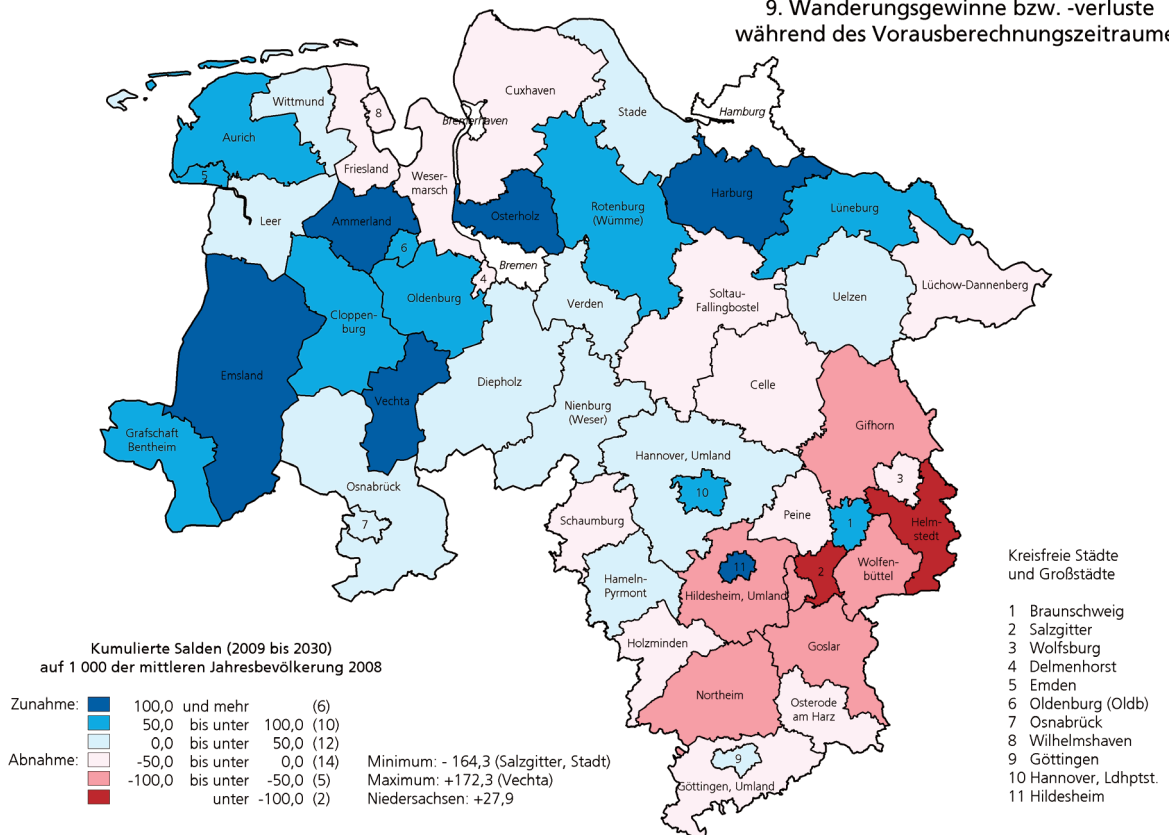 9. Wanderungsgewinne bzw. -verluste
während des Vorausberechnungszeitraume
Cuxhaven
Wittmund
Stade
Hamburg
8
Bremerhaven
Aurich
Friesland
5
Weser-
marsch
Harburg
Leer
Ammerland
Osterholz
Rotenburg
(Wümme)
Lüneburg
6
Bremen
4
Oldenburg
Verden
Soltau-
Fallingbostel
Uelzen
Lüchow-Dannenberg
Cloppen-
burg
Emsland
Diepholz
Celle
Vechta
Nienburg
(Weser)
Gifhorn
Grafschaft
Bentheim
Hannover, Umland
Osnabrück
10
3
7
Schaumburg
Peine
1
Helm-
stedt
Hameln-
Pyrmont
11
2
Wolfen-
büttel
Hildesheim, Umland
Holzminden
Goslar
Northeim
Osterode
am Harz
9
Göttingen, Umland
Kreisfreie Städte
und Großstädte
1 Braunschweig
2 Salzgitter
3 Wolfsburg
4 Delmenhorst
5 Emden
6 Oldenburg (Oldb)
7 Osnabrück
8 Wilhelmshaven
9 Göttingen
10 Hannover, Ldhptst.
11 Hildesheim
Kumulierte Salden (2009 bis 2030)
auf 1 000 der mittleren Jahresbevölkerung 2008
Zunahme: 100,0 und mehr (6)
50,0 bis unter 100,0 (10)
0,0 bis unter 50,0 (12)
Abnahme: -50,0 bis unter 0,0 (14) Minimum: - 164,3 (Salzgitter, Stadt)
-100,0 bis unter -50,0 (5) Maximum: +172,3 (Vechta)
unter -100,0 (2) Niedersachsen: +27,9